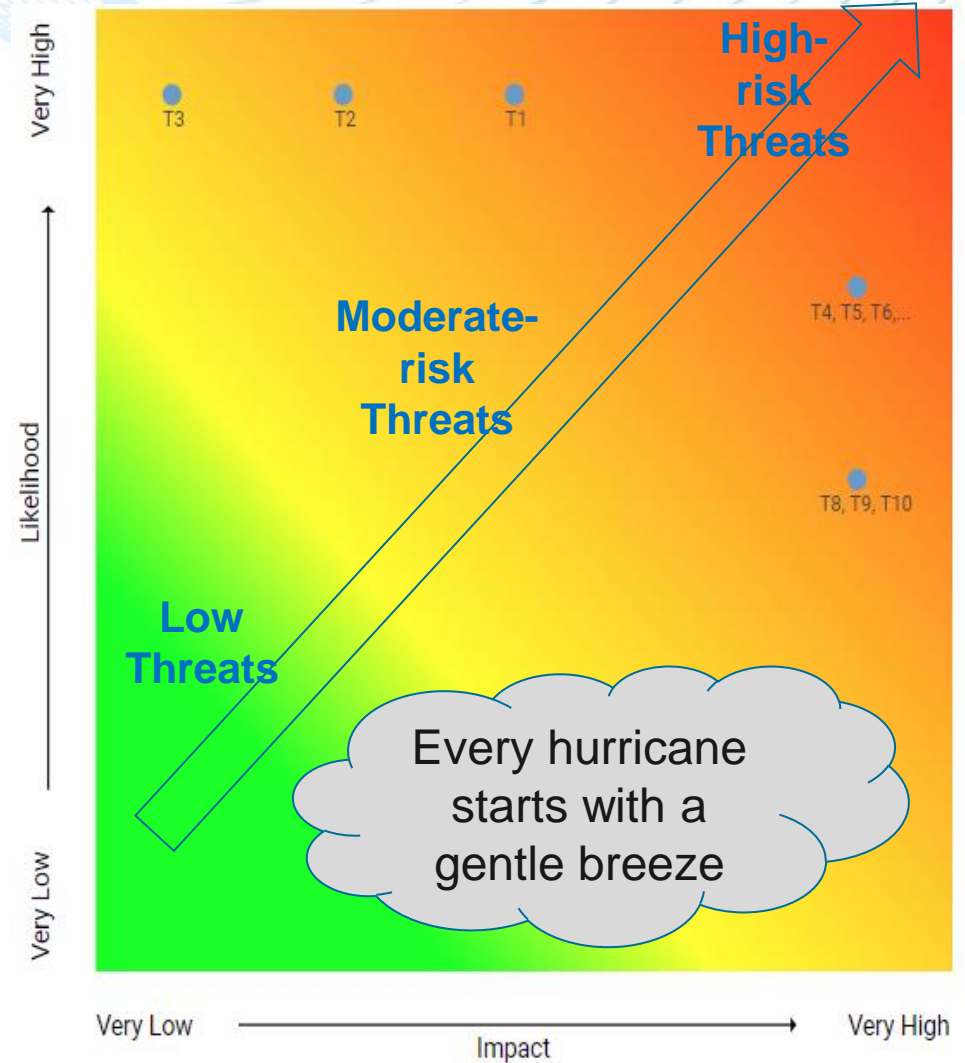 Very High
Likelihood
Very Low
T3
T2
T1
High-
risk
Threats
T4, T5, T6,...
Moderate-
risk
Threats
T8, T9, T10
Low
Threats
Every hurricane
starts with a
gentle breeze
Very Low
Impact
Very High